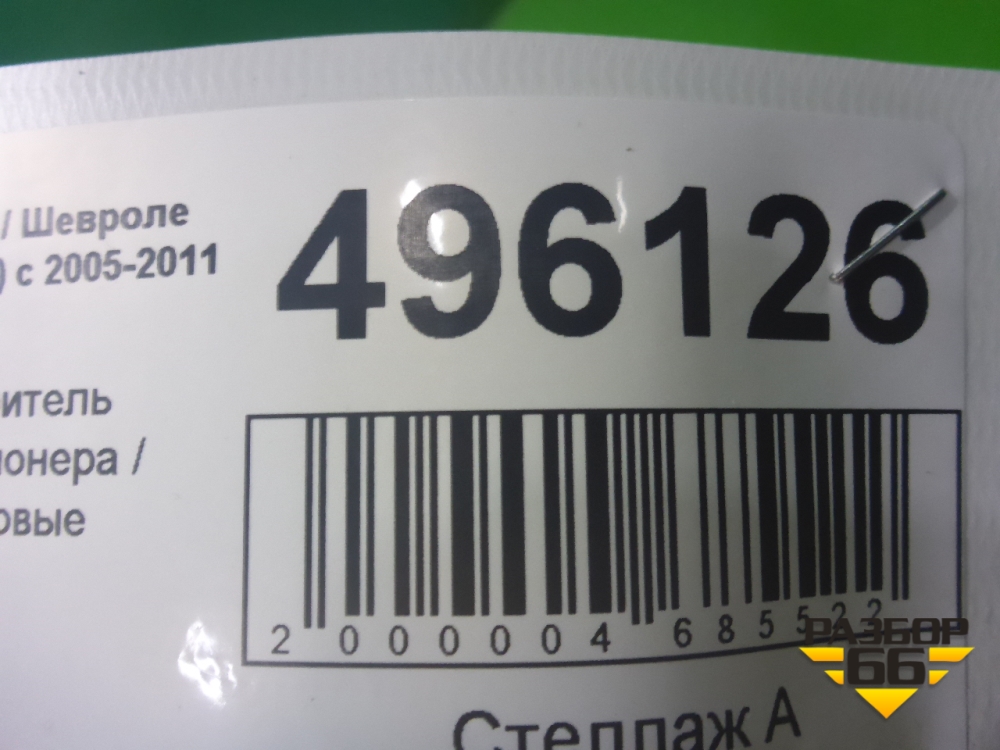 / Шевроле
) с 2005-2011
496126
итель
онера /
овые
2 000004 685522
Стеллаж А
РАЗБОР
66